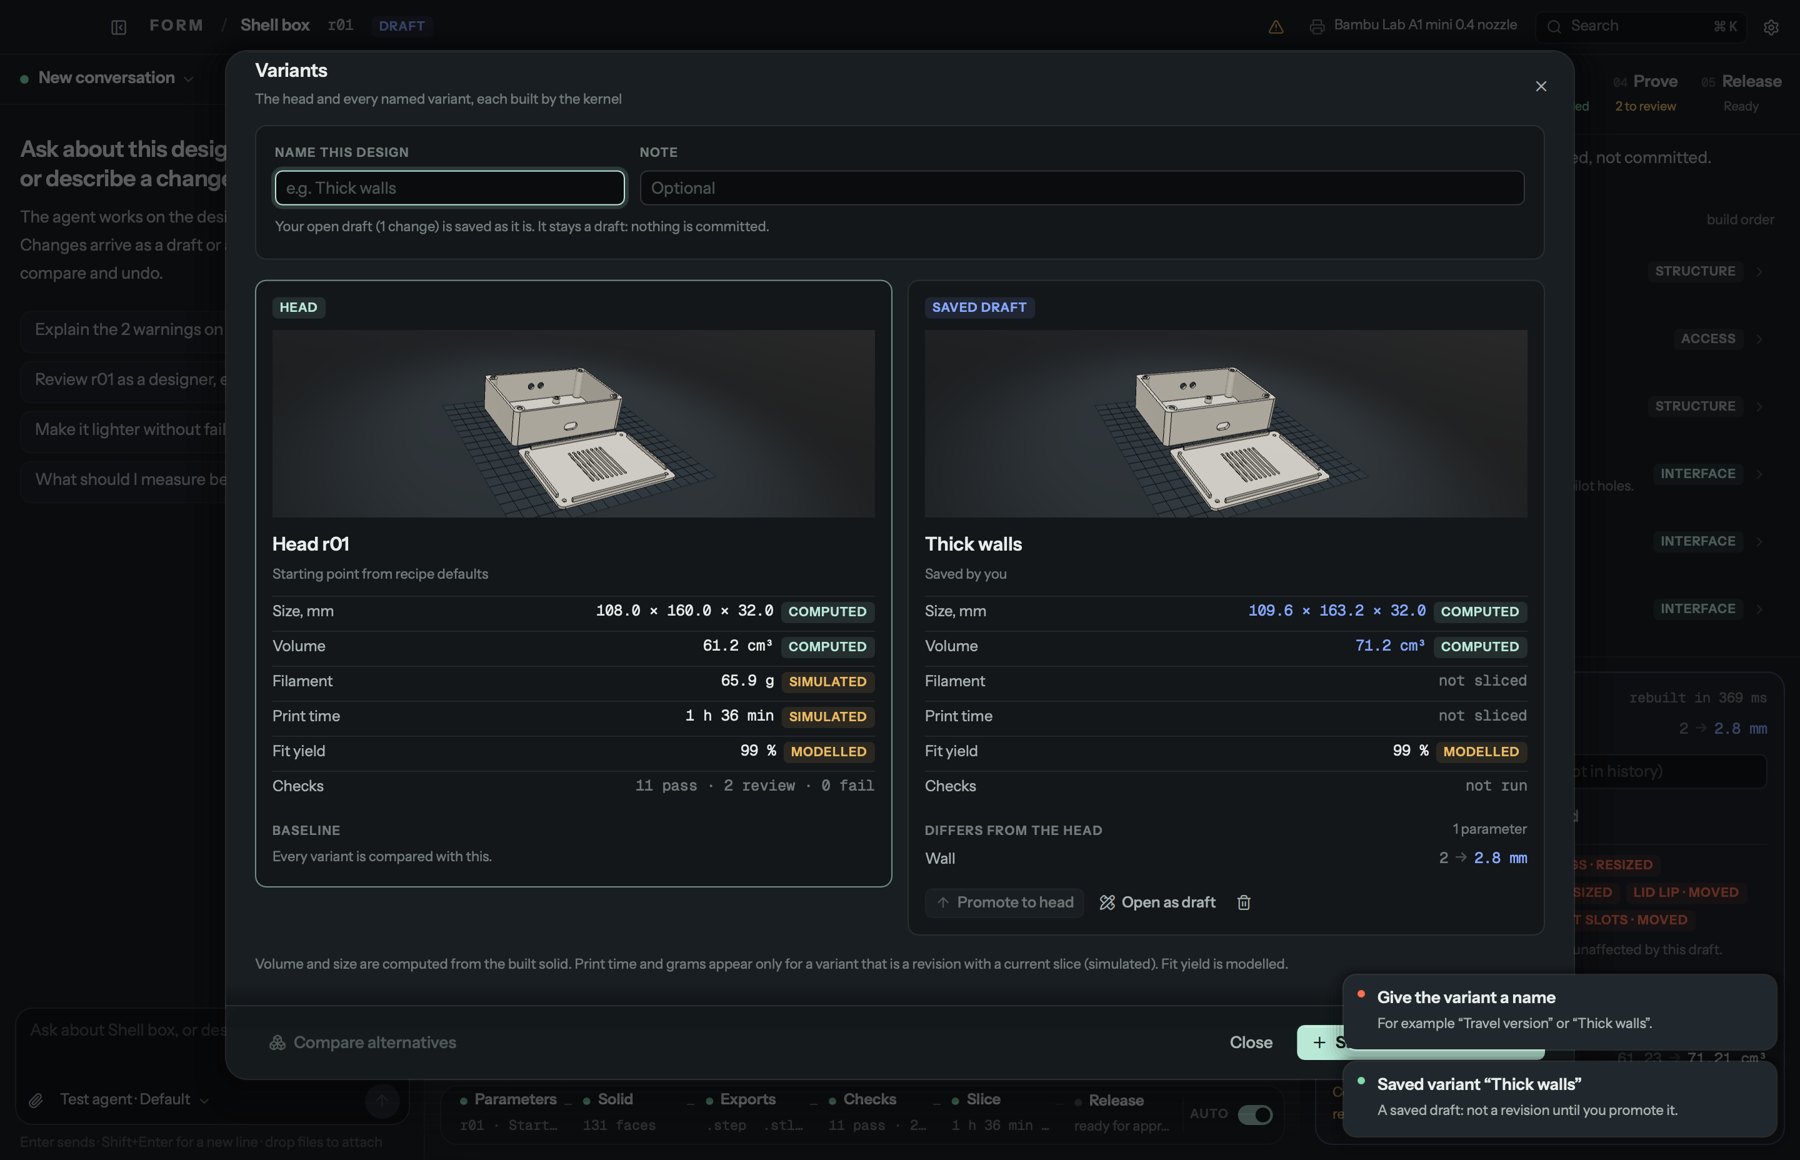 FORM / Shell box r01 DRAFT
Bambu Lab A1 mini 0.4 nozzle
Search ⌘ K
New conversation
04 Prove
2 to review
05 Release
Ready
Ask about this desig
or describe a change
The agent works on the desi
Changes arrive as a draft or a
compare and undo.
Explain the 2 warnings on
Review r01 as a designer, e
Make it lighter without fail
What should I measure be
Variants
The head and every named variant, each built by the kernel
NAME THIS DESIGN
e.g. Thick walls
NOTE
Optional
Your open draft (1 change) is saved as it is. It stays a draft: nothing is committed.
HEAD
Head r01
Starting point from recipe defaults
Size, mm 108.0 × 160.0 × 32.0 COMPUTED
Volume 61.2 cm³ COMPUTED
Filament 65.9 g SIMULATED
Print time 1 h 36 min SIMULATED
Fit yield 99 % MODELLED
Checks 11 pass · 2 review · 0 fail
BASELINE
Every variant is compared with this.
SAVED DRAFT
Thick walls
Saved by you
Size, mm 109.6 × 163.2 × 32.0 COMPUTED
Volume 71.2 cm³ COMPUTED
Filament not sliced
Print time not sliced
Fit yield 99 % MODELLED
Checks not run
DIFFERS FROM THE HEAD 1 parameter
Wall 2 → 2.8 mm
Promote to head
Open as draft
Volume and size are computed from the built solid. Print time and grams appear only for a variant that is a revision with a current slice (simulated). Fit yield is modelled.
Compare alternatives
Close
+ S
ed, not committed.
build order
STRUCTURE
ACCESS
STRUCTURE
INTERFACE
ilot holes.
INTERFACE
INTERFACE
rebuilt in 369 ms
2 → 2.8 mm
ot in history)
GS · RESIZED
SIZED
LID LIP · MOVED
T SLOTS · MOVED
unaffected by this draft.
Give the variant a name
For example “Travel version” or “Thick walls”.
61.23 → 71.21 cm³
Saved variant “Thick walls”
A saved draft: not a revision until you promote it.
Ask about Shell box, or des
Test agent · Default
Enter sends · Shift+Enter for a new line · drop files to attach
Parameters
r01 · Start…
Solid
131 faces
Exports
.step .stl…
Checks
11 pass · 2…
Slice
1 h 36 min …
Release
ready for appr…
AUTO